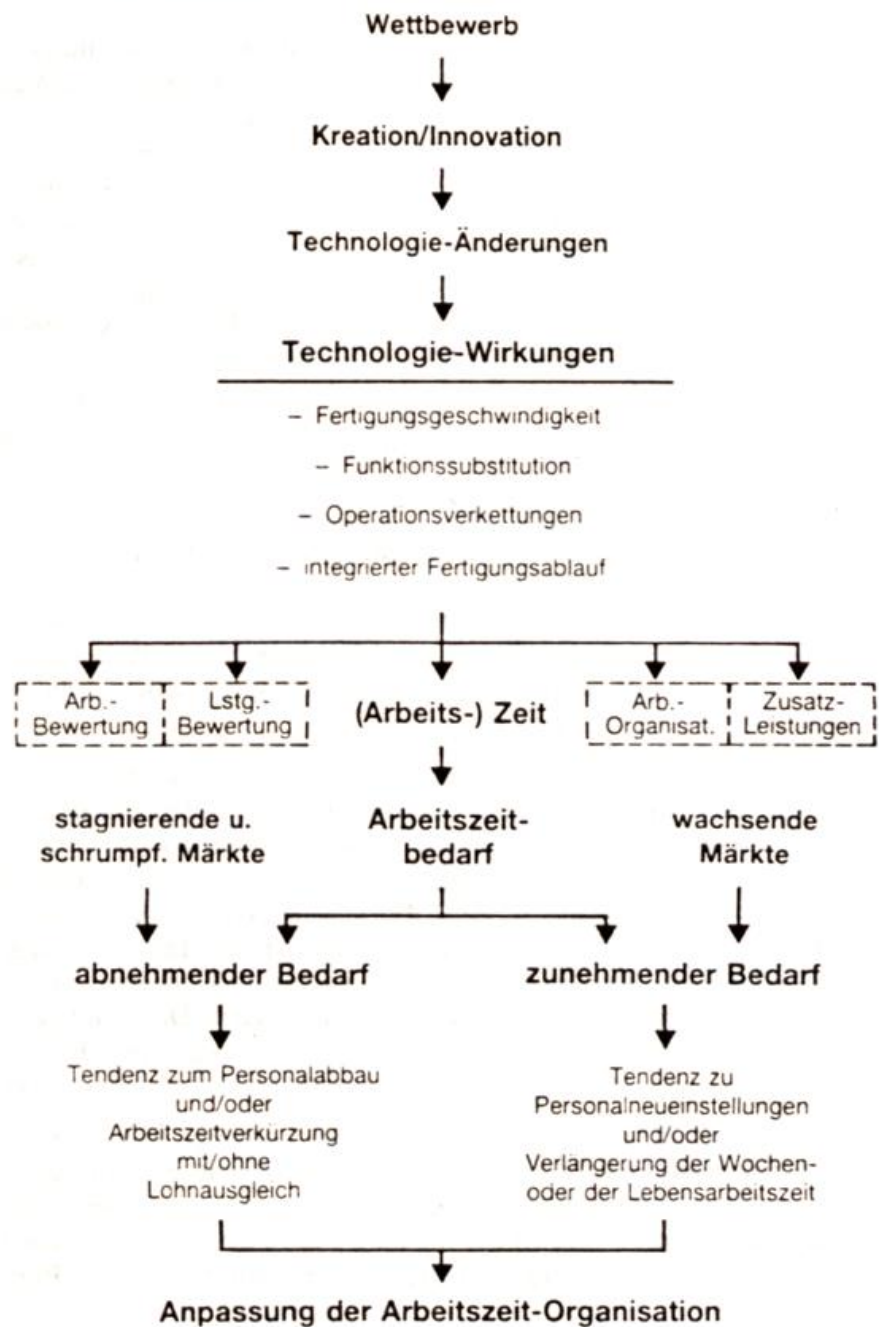 Wettbewerb
Kreation/Innovation
Technologie-Änderungen
Technologie-Wirkungen
– Fertigungsgeschwindigkeit
– Funktionssubstitution
– Operationsverkettungen
– integrierter Fertigungsablauf
Arb.-
Bewertung
Lstg.-
Bewertung
(Arbeits-) Zeit
Arb.-
Organisat.
Zusatz-
Leistungen
stagnierende u.
schrumpf. Märkte
Arbeitszeit-
bedarf
wachsende
Märkte
abnehmender Bedarf
zunehmender Bedarf
Tendenz zum Personalabbau
und/oder
Arbeitszeitverkürzung
mit/ohne
Lohnausgleich
Tendenz zu
Personalneueinstellungen
und/oder
Verlängerung der Wochen-
oder der Lebensarbeitszeit
Anpassung der Arbeitszeit-Organisation